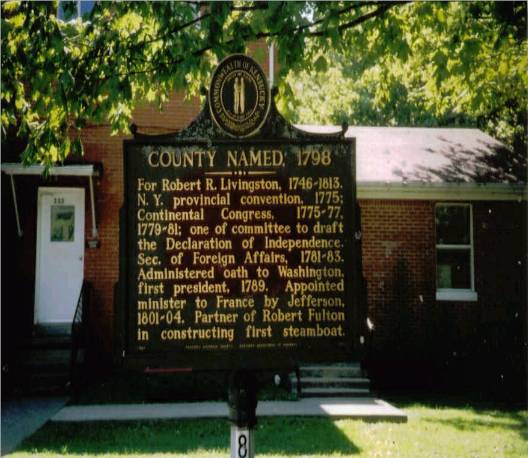 COMMONWEALTH OF KENTUCKY
COUNTY NAMED, 1798
For Robert R. Livingston, 1746-1813.
N. Y. provincial convention, 1775;
Continental Congress, 1775-77,
1779-81; one of committee to draft
the Declaration of Independence.
Sec. of Foreign Affairs, 1781-83.
Administered oath to Washington,
first president, 1789. Appointed
minister to France by Jefferson,
1801-04. Partner of Robert Fulton
in constructing first steamboat.
8